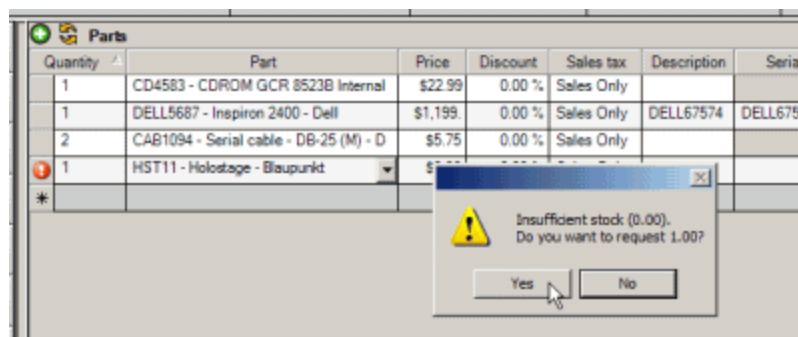 Parts
Quantity Part Price Discount Sales tax Description Seria
1 CD4583 - CDROM GCR 8523B Internal $22.99 0.00 % Sales Only
1 DELL5687 - Inspiron 2400 - Dell $1,199. 0.00 % Sales Only DELL67574 DELL675
2 CAB1094 - Serial cable - DB-25 (M) - D $5.75 0.00 % Sales Only
1 HST11 - Holostage - Blaupunkt
Insufficient stock (0.00).
Do you want to request 1.00?
Yes No